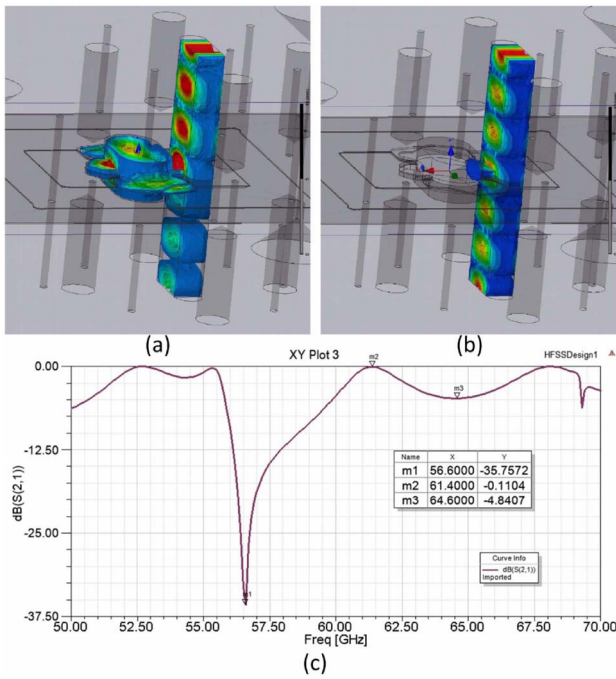 (a)
(b)
XY Plot 3
HFSSDesign1
m2
m3
0.00
-12.50
-25.00
-37.50
dB(S(2,1))
Name X Y
m1 56.6000 -35.7572
m2 61.4000 -0.1104
m3 64.6000 -4.8407
Curve Info
dB(S(2,1))
Imported
50.00 52.50 55.00 57.50 60.00 62.50 65.00 67.50 70.00
Freq [GHz]
(c)